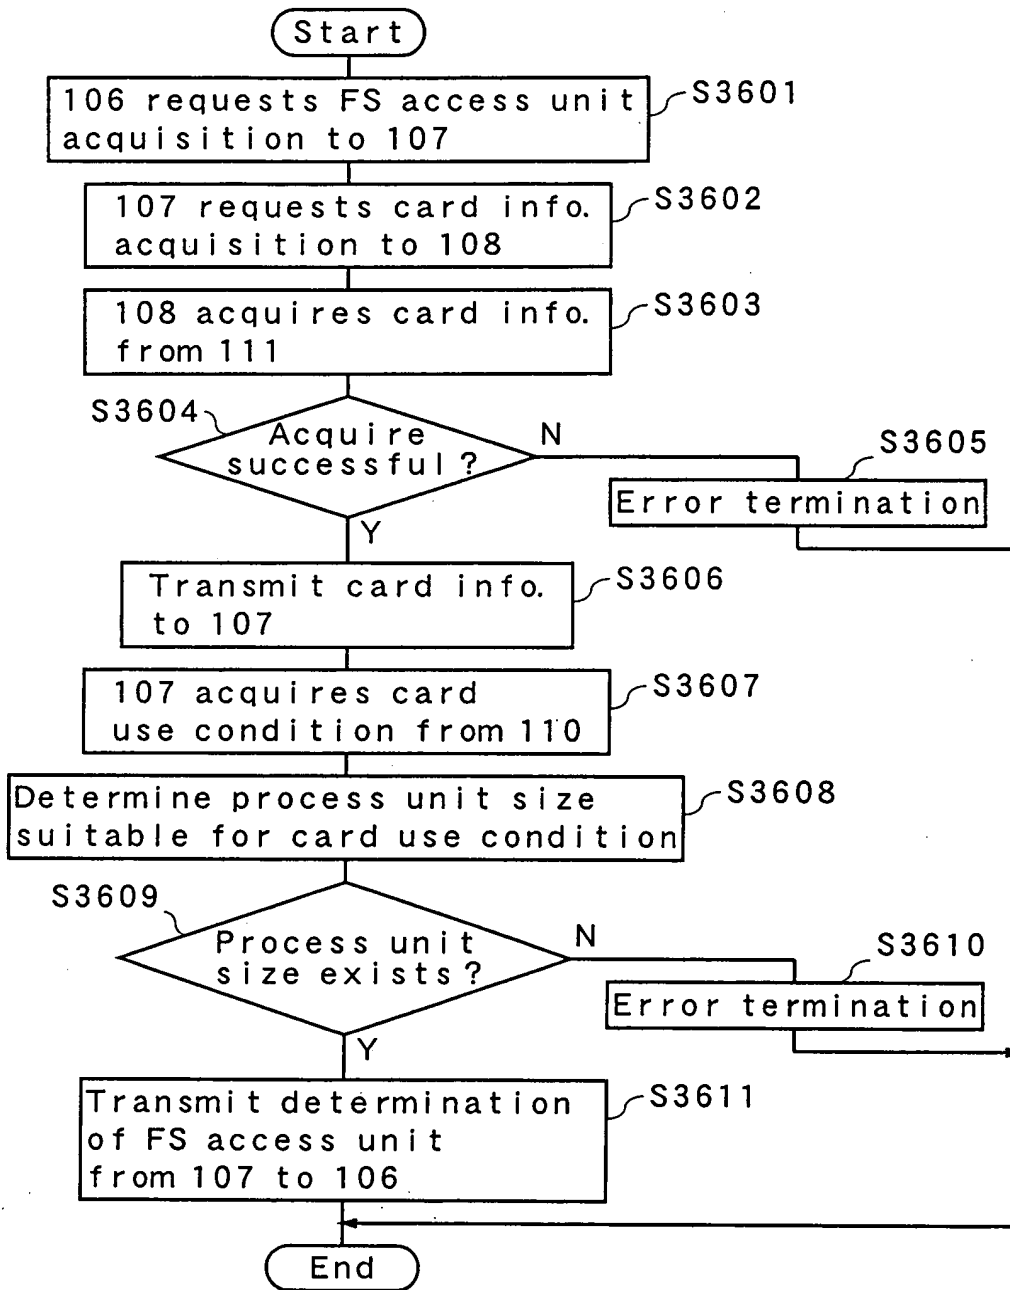 Start
106 requests FS access unit
acquisition to 107
S3601
107 requests card info.
acquisition to 108
S3602
108 acquires card info.
from 111
S3603
S3604
Acquire
successful?
N
Y
S3605
Error termination
Transmit card info.
to 107
S3606
107 acquires card
use condition from 110
S3607
Determine process unit size
suitable for card use condition
S3608
S3609
Process unit
size exists?
N
Y
S3610
Error termination
Transmit determination
of FS access unit
from 107 to 106
S3611
End